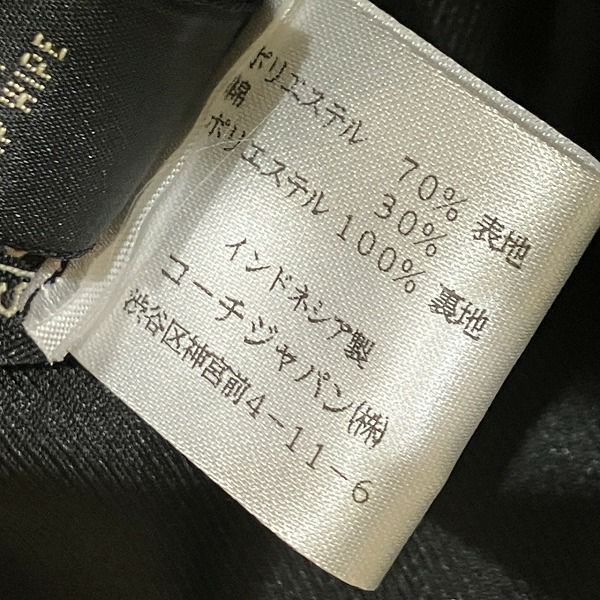 ポリエステル 70% 表地
綿 30%
ポリエステル 100% 裏地
インドネシア製
コーチジャパン(株)
渋谷区神宮前4-11-6
WIPE